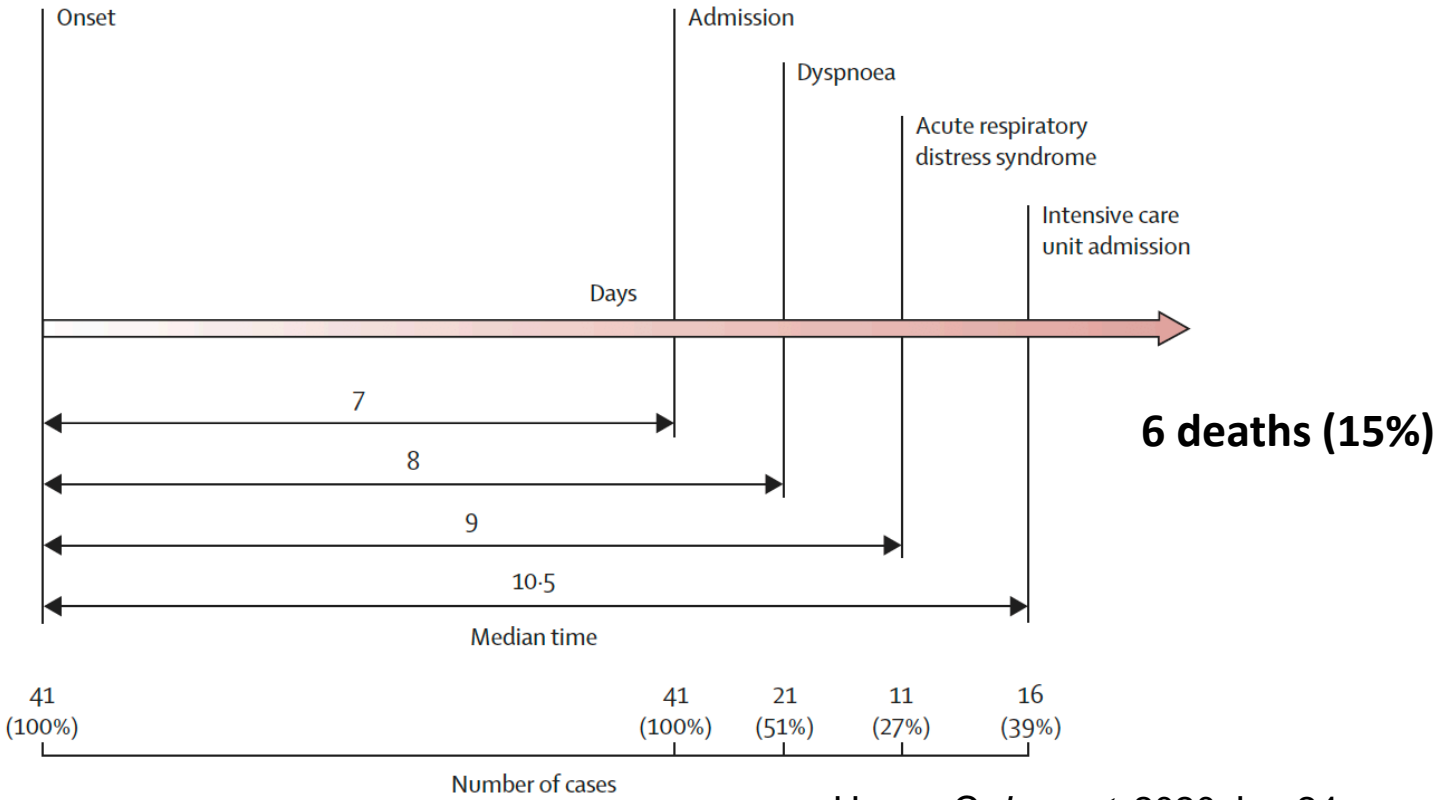 Onset
Admission
Dyspnoea
Acute respiratory
distress syndrome
Intensive care
unit admission
Days
7
6 deaths (15%)
8
9
10·5
Median time
41 41 21 11 16
(100%) (100%) (51%) (27%) (39%)
Number of cases